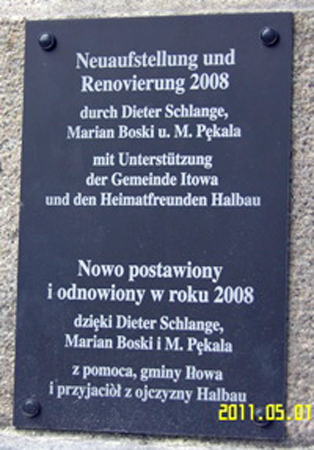 Neuaufstellung und
Renovierung 2008
durch Dieter Schlange,
Marian Boski u. M. Pękala
mit Unterstützung
der Gemeinde Itowa
und den Heimatfreunden Halbau
Nowo postawiony
i odnowiony w roku 2008
dzięki Dieter Schlange,
Marian Boski i M. Pękala
z pomoca, gminy Iłowa
i przyjaciòł z ojczyzny Halbau
2011.05.01